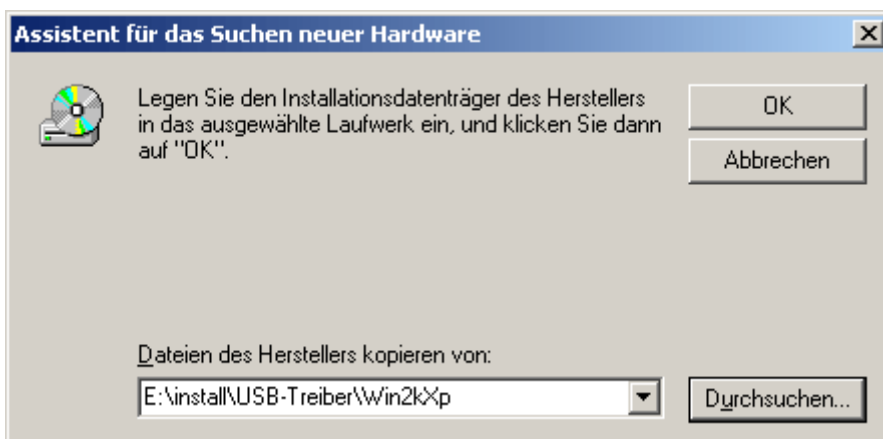 Assistent für das Suchen neuer Hardware
Legen Sie den Installationsdatenträger des Herstellers
in das ausgewählte Laufwerk ein, und klicken Sie dann
auf "OK".
OK
Abbrechen
Dateien des Herstellers kopieren von:
E:\install\USB-Treiber\Win2kXp
Durchsuchen...